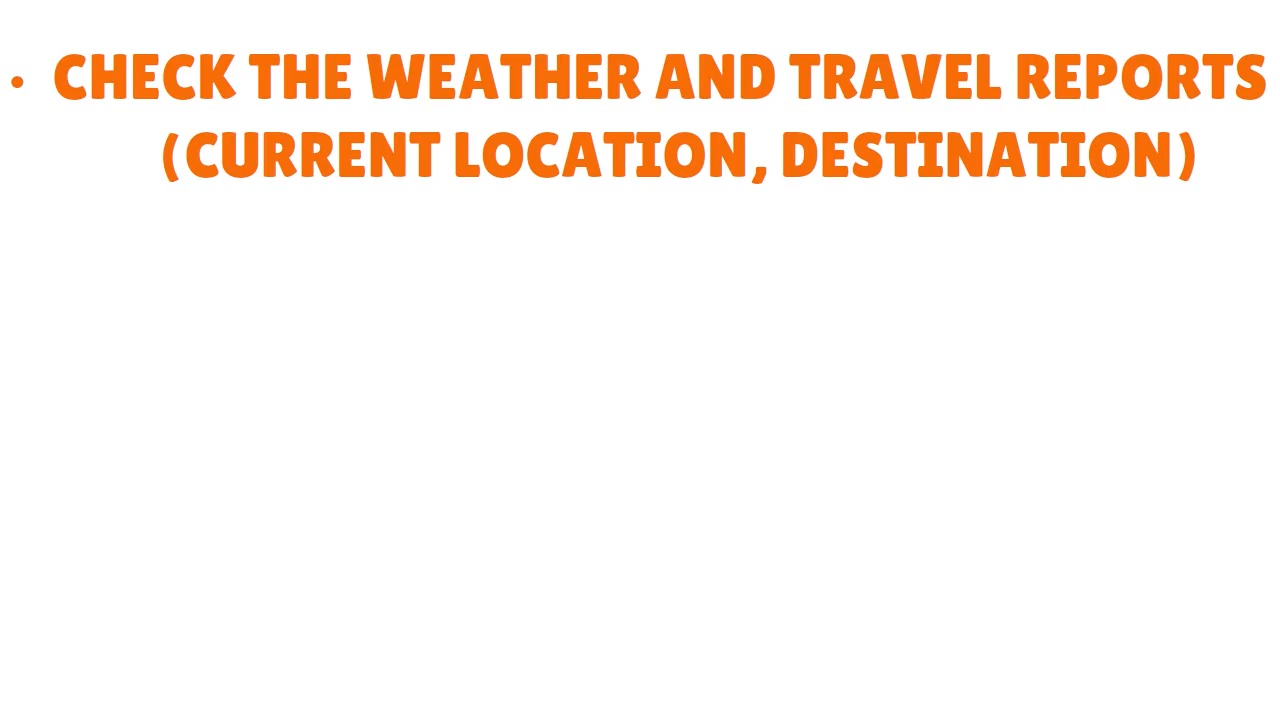 • CHECK THE WEATHER AND TRAVEL REPORTS
(CURRENT LOCATION, DESTINATION)